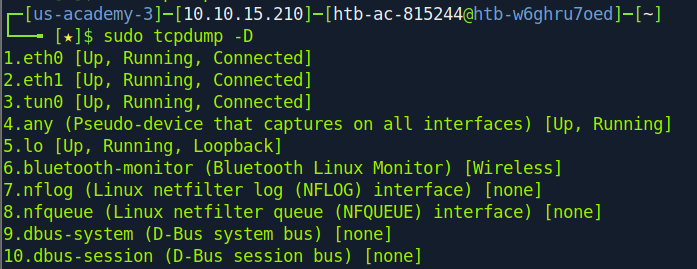 ┌─[us-academy-3]─[10.10.15.210]─[htb-ac-815244@htb-w6ghru7oed]─[~]
└──╼ [★]$ sudo tcpdump -D
1.eth0 [Up, Running, Connected]
2.eth1 [Up, Running, Connected]
3.tun0 [Up, Running, Connected]
4.any (Pseudo-device that captures on all interfaces) [Up, Running]
5.lo [Up, Running, Loopback]
6.bluetooth-monitor (Bluetooth Linux Monitor) [Wireless]
7.nflog (Linux netfilter log (NFLOG) interface) [none]
8.nfqueue (Linux netfilter queue (NFQUEUE) interface) [none]
9.dbus-system (D-Bus system bus) [none]
10.dbus-session (D-Bus session bus) [none]